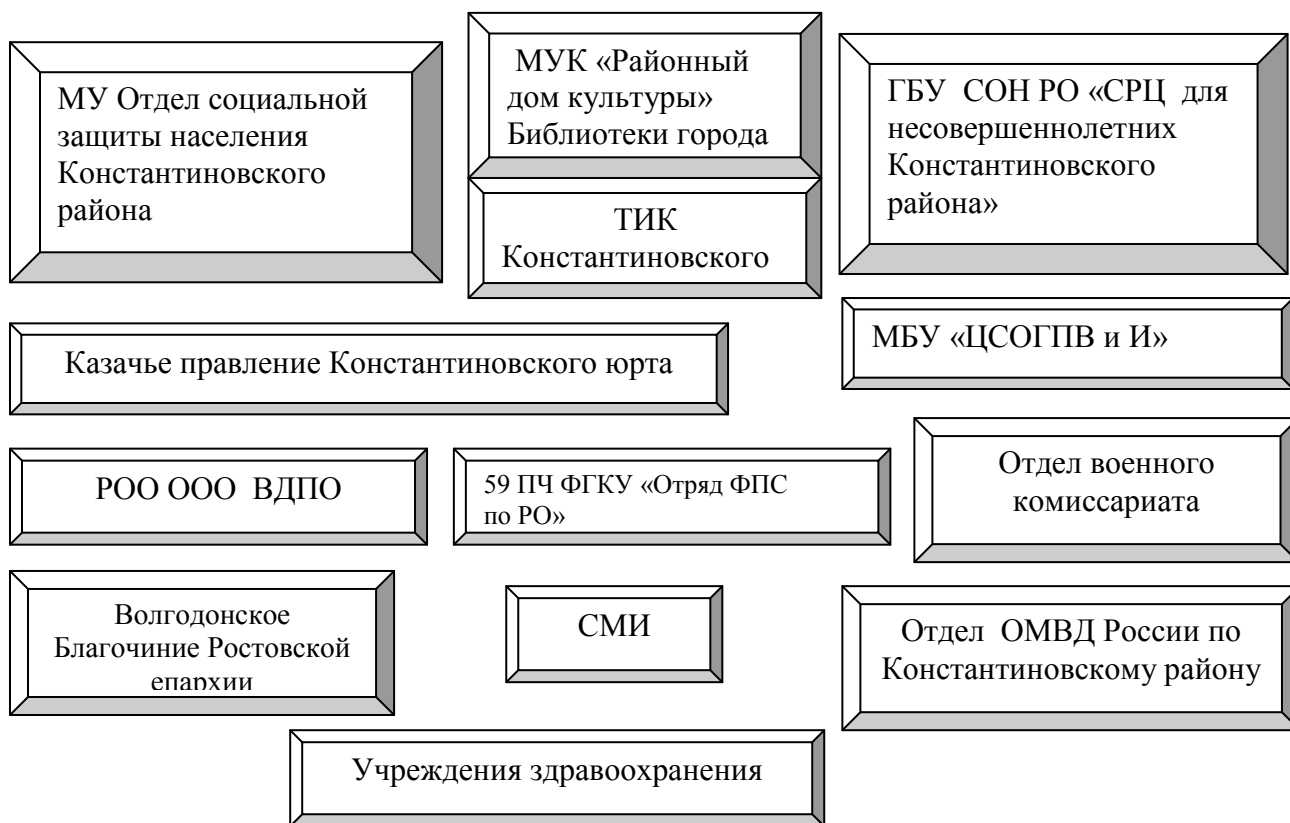 МУ Отдел социальной
защиты населения
Константиновского
района
МУК «Районный
дом культуры»
Библиотеки города
ГБУ СОН РО «СРЦ для
несовершеннолетних
Константиновского
района»
ТИК
Константиновского
Казачье правление Константиновского юрта
МБУ «ЦСОГПВ и И»
РОО ООО ВДПО
59 ПЧ ФГКУ «Отряд ФПС
по РО»
Отдел военного
комиссариата
Волгодонское
Благочиние Ростовской
епархии
СМИ
Отдел ОМВД России по
Константиновскому району
Учреждения здравоохранения